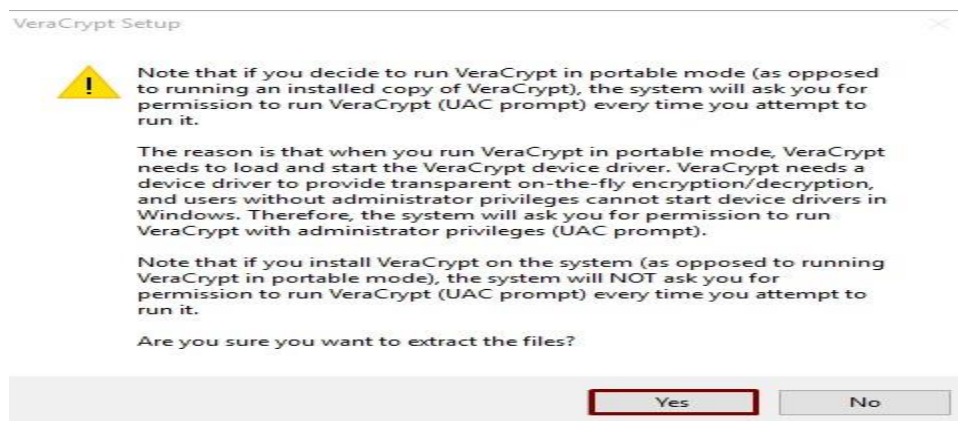 VeraCrypt Setup
Note that if you decide to run VeraCrypt in portable mode (as opposed
to running an installed copy of VeraCrypt), the system will ask you for
permission to run VeraCrypt (UAC prompt) every time you attempt to
run it.
The reason is that when you run VeraCrypt in portable mode, VeraCrypt
needs to load and start the VeraCrypt device driver. VeraCrypt needs a
device driver to provide transparent on-the-fly encryption/decryption,
and users without administrator privileges cannot start device drivers in
Windows. Therefore, the system will ask you for permission to run
VeraCrypt with administrator privileges (UAC prompt).
Note that if you install VeraCrypt on the system (as opposed to running
VeraCrypt in portable mode), the system will NOT ask you for
permission to run VeraCrypt (UAC prompt) every time you attempt to
run it.
Are you sure you want to extract the files?
Yes No